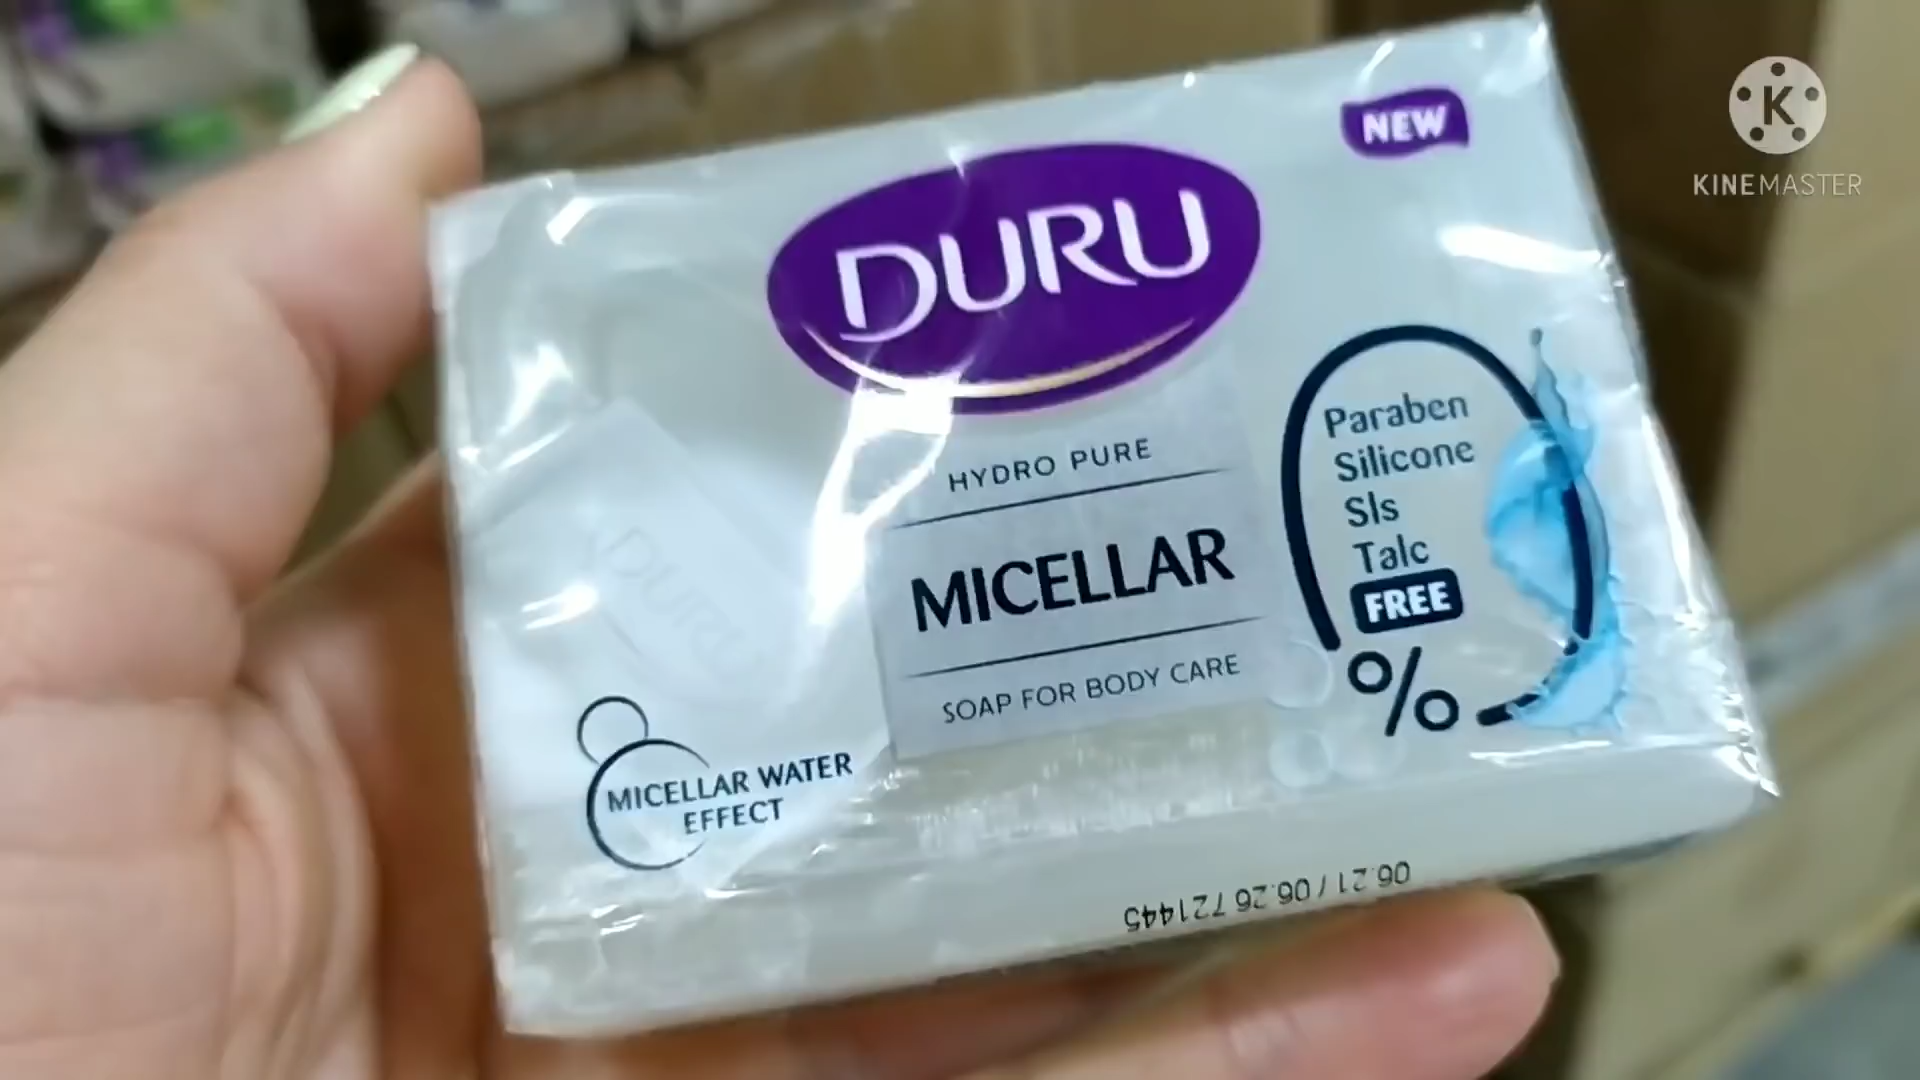 NEW
DURU
HYDRO PURE
MICELLAR
SOAP FOR BODY CARE
Paraben
Silicone
Sls
Talc
FREE
%
MICELLAR WATER
EFFECT
06.21 / 06.26 721445
DURU
K
KINEMASTER